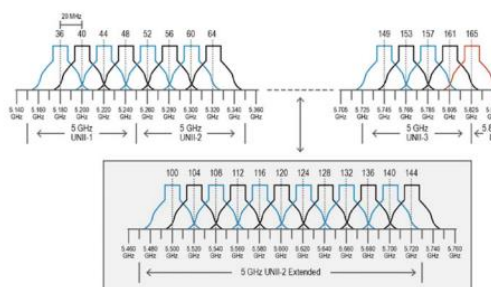 20 MHz
36 40 44 48 52 56 60 64
149 153 157 161 165
5.140 5.160 5.180 5.200 5.220 5.240 5.260 5.280 5.300 5.320 5.340 5.360
GHz GHz GHz GHz GHz GHz GHz GHz GHz GHz GHz GHz
5.705 5.725 5.745 5.765 5.785 5.805 5.825 5.845
GHz GHz GHz GHz GHz GHz GHz
5 GHz
UNII-1
5 GHz
UNII-2
5 GHz
UNII-3
5.8
100 104 108 112 116 120 124 128 132 136 140 144
5.460 5.480 5.500 5.520 5.540 5.560 5.580 5.600 5.620 5.640 5.660 5.680 5.700 5.720 5.740 5.760
GHz GHz GHz GHz GHz GHz GHz GHz GHz GHz GHz GHz GHz GHz GHz GHz
5 GHz UNII-2 Extended